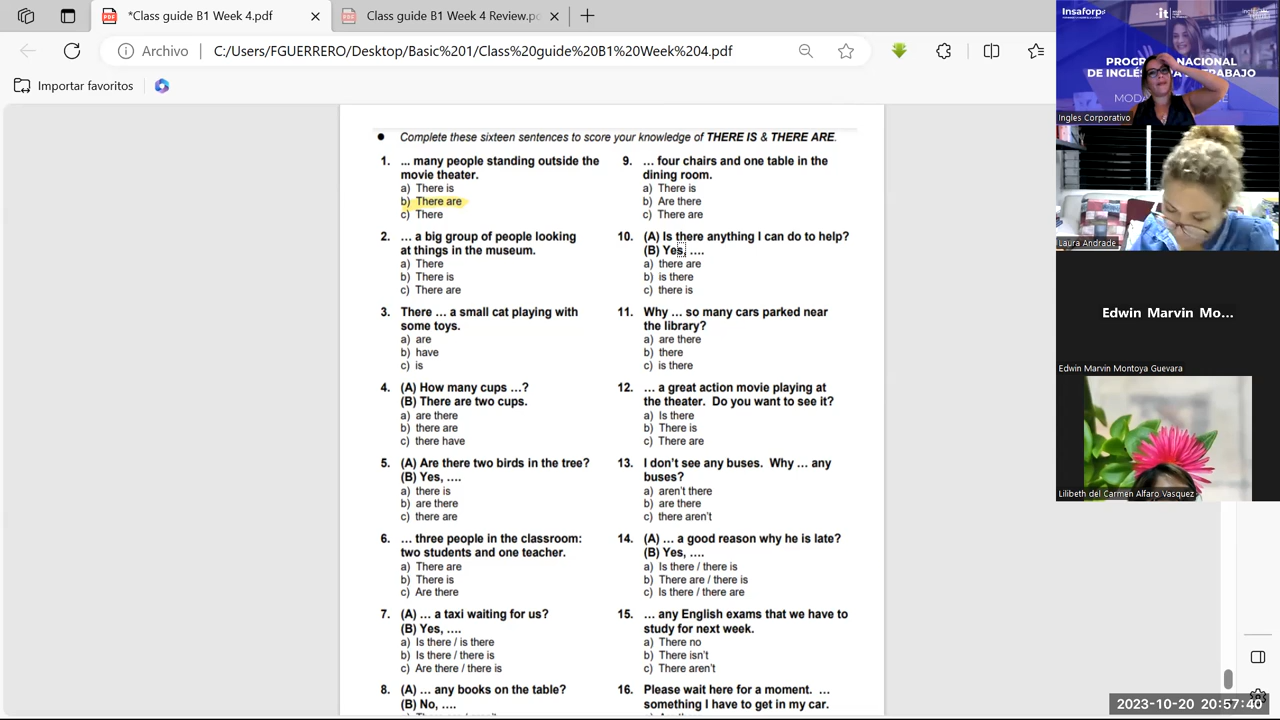 *Class guide B1 Week 4.pdf
Class guide B1 Week 4 Review.pdf
Archivo
C:/Users/FGUERRERO/Desktop/Basic%201/Class%20guide%20B1%20Week%204.pdf
Importar favoritos
Complete these sixteen sentences to score your knowledge of THERE IS & THERE ARE.
1. … many people standing outside the
movie theater.
a) There is
b) There are
c) There
2. … a big group of people looking
at things in the museum.
a) There
b) There is
c) There are
3. There … a small cat playing with
some toys.
a) are
b) have
c) is
4. (A) How many cups …?
(B) There are two cups.
a) are there
b) there are
c) there have
5. (A) Are there two birds in the tree?
(B) Yes, ….
a) there is
b) are there
c) there are
6. … three people in the classroom:
two students and one teacher.
a) There are
b) There is
c) Are there
7. (A) … a taxi waiting for us?
(B) Yes, ….
a) Is there / is there
b) Is there / there is
c) Are there / there is
8. (A) … any books on the table?
(B) No, ….
9. … four chairs and one table in the
dining room.
a) There is
b) Are there
c) There are
10. (A) Is there anything I can do to help?
(B) Yes, ….
a) there are
b) is there
c) there is
11. Why … so many cars parked near
the library?
a) are there
b) there
c) is there
12. … a great action movie playing at
the theater. Do you want to see it?
a) Is there
b) There is
c) There are
13. I don't see any buses. Why … any
buses?
a) aren't there
b) are there
c) there aren't
14. (A) … a good reason why he is late?
(B) Yes, ….
a) Is there / there is
b) There are / there is
c) Is there / there are
15. … any English exams that we have to
study for next week.
a) There no
b) There isn't
c) There aren't
16. Please wait here for a moment. …
something I have to get in my car.
Insaforp
it
Ingles Corporativo
Laura Andrade
Edwin Marvin Mo...
Edwin Marvin Montoya Guevara
Lilibeth del Carmen Alfaro Vasquez
2023-10-20 20:57:40